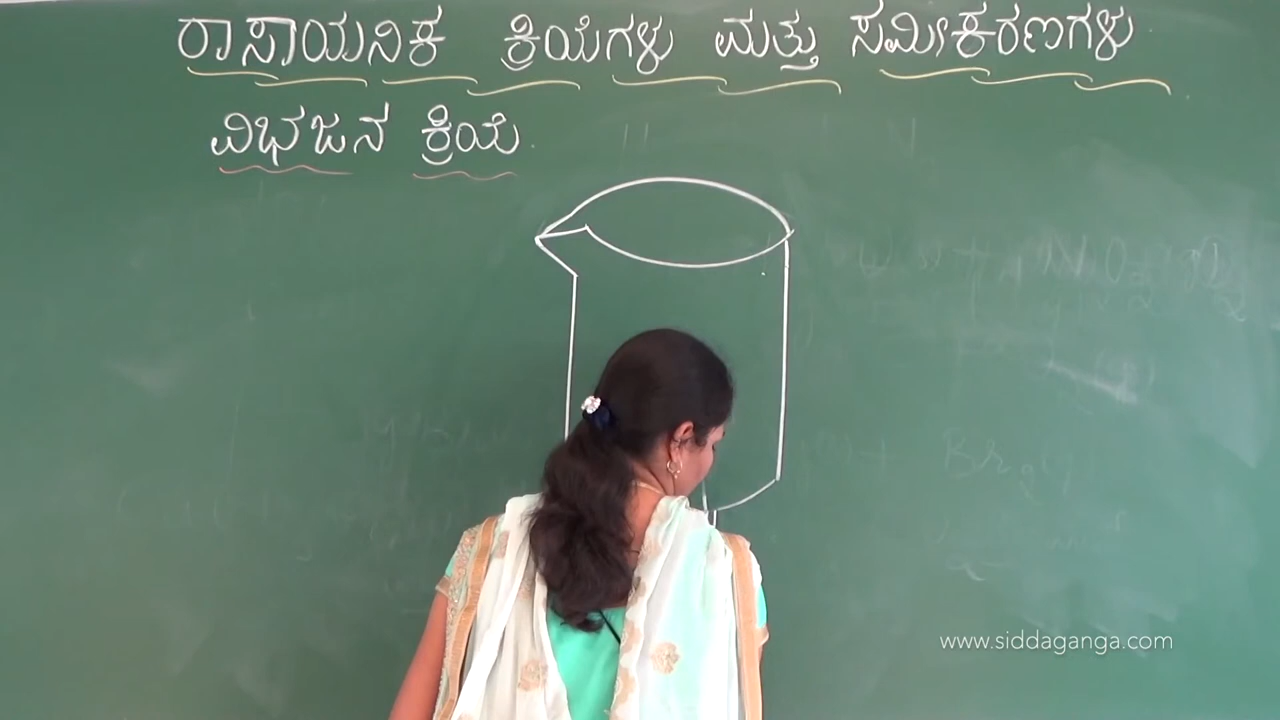 ರಾಸಾಯನಿಕ ಕ್ರಿಯೆಗಳು ಮತ್ತು ಸಮೀಕರಣಗಳು
ವಿಭಜನ ಕ್ರಿಯೆ.
www.siddaganga.com